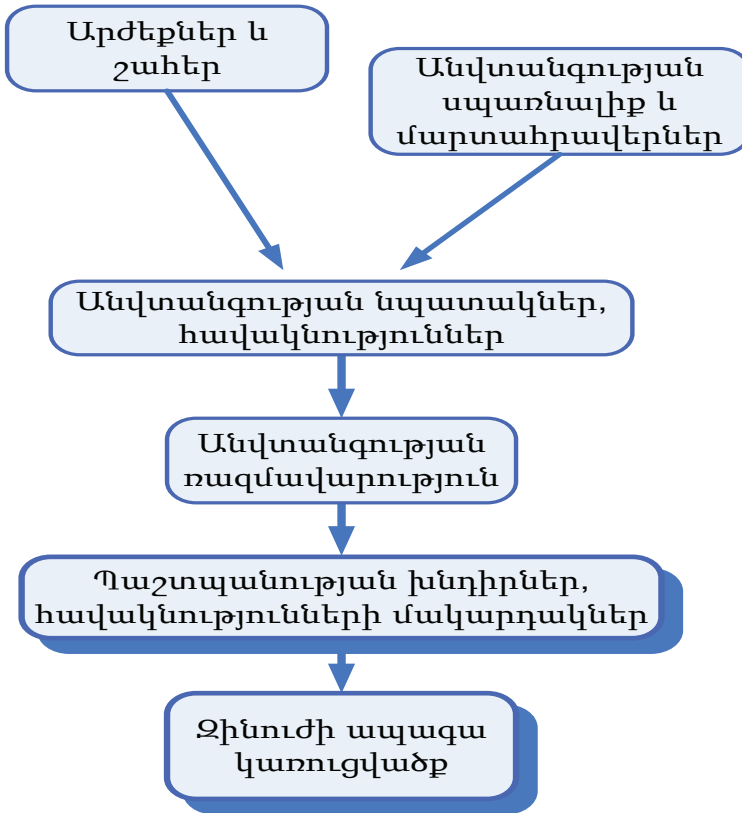 Արժեքներ և
շահեր
Անվտանգության
սպառնալիք և
մարտահրավերներ
Անվտանգության նպատակներ,
հավակնություններ
Անվտանգության
ռազմավարություն
Պաշտպանության խնդիրներ,
հավակնությունների մակարդակներ
Զինուժի ապագա
կառուցվածք